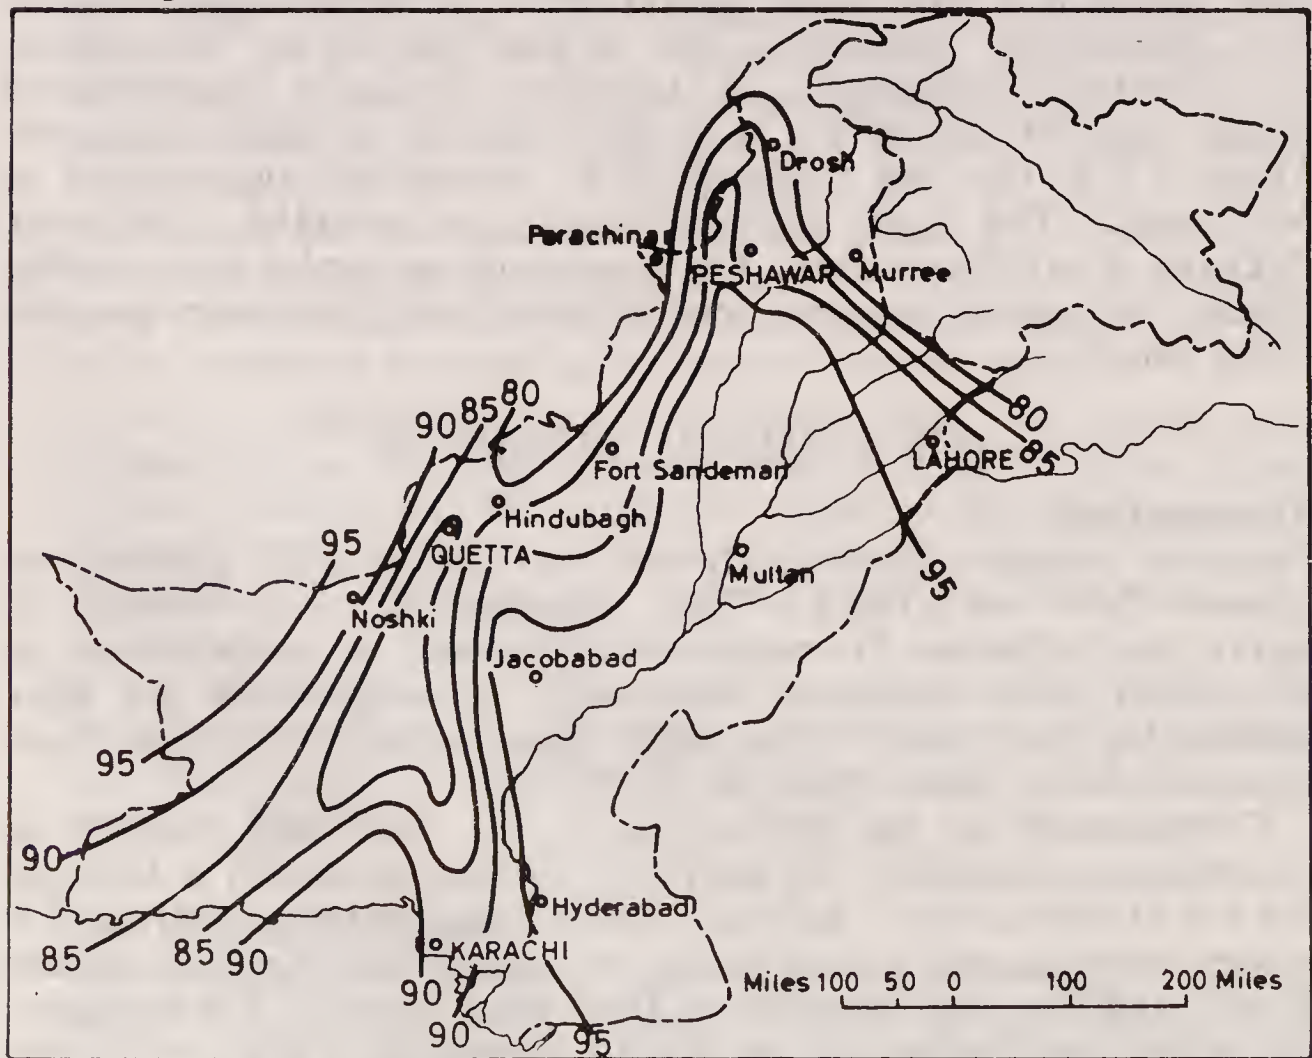 Drosh
Parachinar
PESHAWAR
Murree
80
85
90
80
85
LAHORE
Fort Sandeman
Hindubagh
QUETTA
95
Multan
95
Noshki
Jacobabad
95
90
Hyderabad
85
85
90
KARACHI
Miles 100 50 0 100 200 Miles
90
90
95